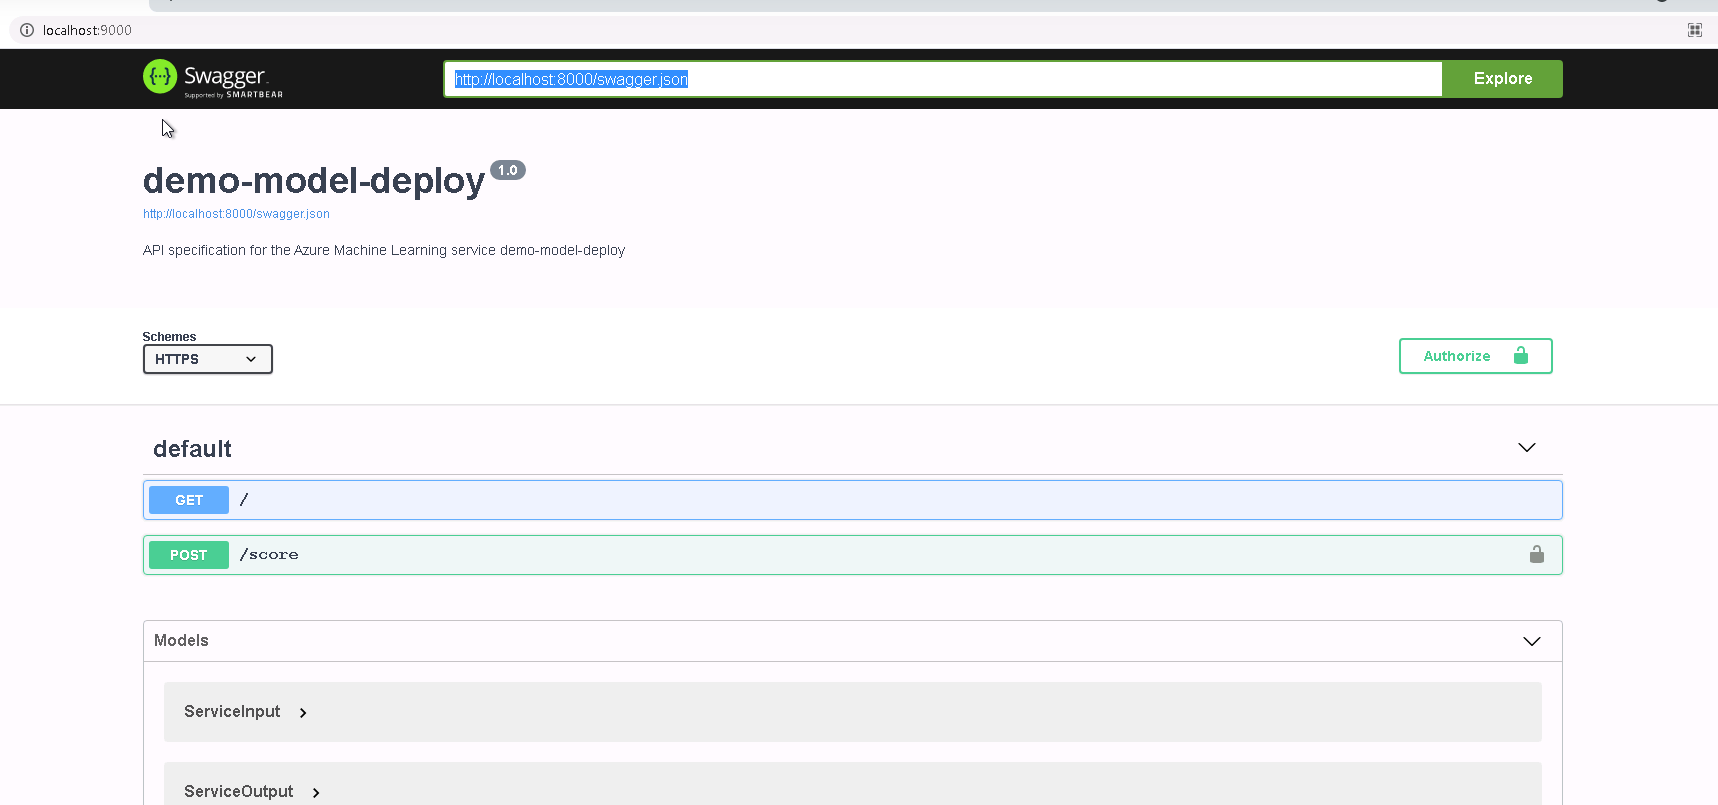 localhost:9000
Swagger
Supported by SMARTBEAR
http://localhost:8000/swagger.json
Explore
demo-model-deploy 1.0
http://localhost:8000/swagger.json
API specification for the Azure Machine Learning service demo-model-deploy
Schemes
HTTPS
Authorize
default
GET /
POST /score
Models
ServiceInput
ServiceOutput